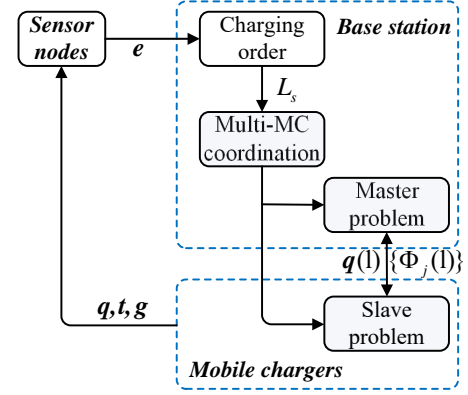 Sensor
nodes
e
Charging
order
Base station
L_s
Multi-MC
coordination
Master
problem
q(l) {Φ_j(l)}
q, t, g
Slave
problem
Mobile chargers